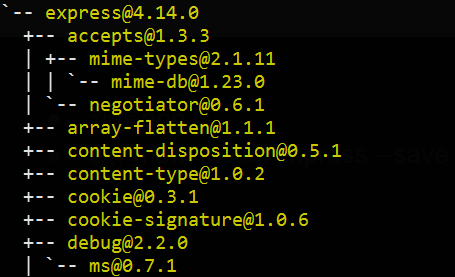 `-- express@4.14.0
  +-- accepts@1.3.3
  | +-- mime-types@2.1.11
  | | `-- mime-db@1.23.0
  | `-- negotiator@0.6.1
  +-- array-flatten@1.1.1
  +-- content-disposition@0.5.1
  +-- content-type@1.0.2
  +-- cookie@0.3.1
  +-- cookie-signature@1.0.6
  +-- debug@2.2.0
  | `-- ms@0.7.1